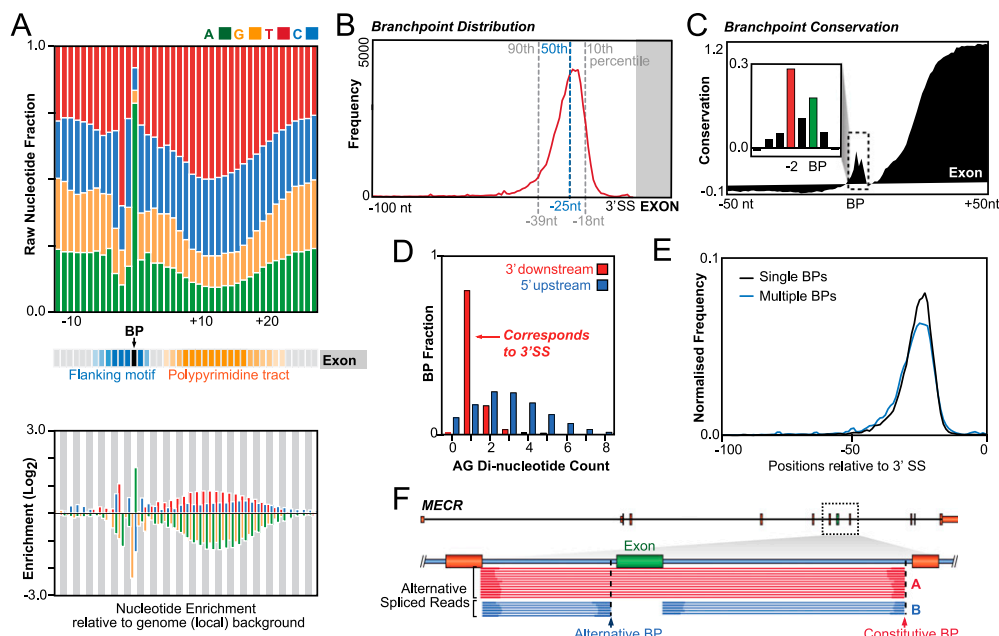 A
A G T C
1.0
Raw Nucleotide Fraction
0.0
-10 +10 +20
BP
Exon
Flanking motif Polypyrimidine tract
3.0
Enrichment (Log2)
-3.0
Nucleotide Enrichment
relative to genome (local) background
B
Branchpoint Distribution
5000
Frequency
0
90th 50th 10th
percentile
-100 nt -25nt 3'SS EXON
-39nt -18nt
C
Branchpoint Conservation
1.2
Conservation
-0.1
0.3
0.0
-2 BP
Exon
-50 nt BP +50nt
D
1
BP Fraction
0
3' downstream
5' upstream
Corresponds
to 3'SS
0 2 4 6 8
AG Di-nucleotide Count
E
0.1
Normalised Frequency
0.0
Single BPs
Multiple BPs
-100 -50 0
Positions relative to 3' SS
F
MECR
Exon
Alternative
Spliced Reads
A
B
Alternative BP Constitutive BP